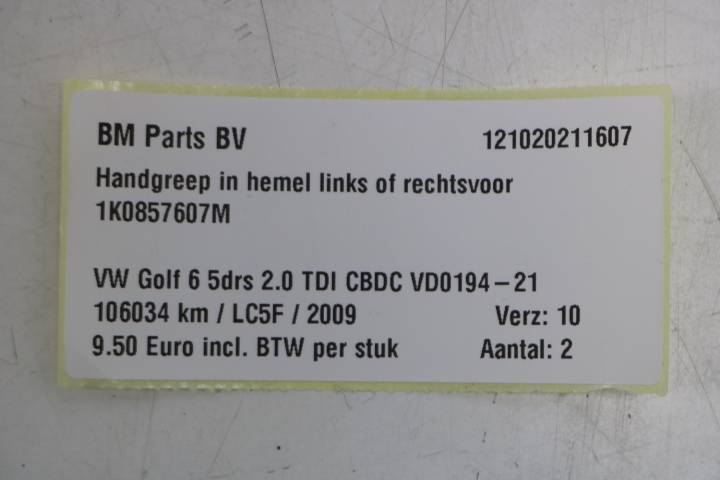 BM Parts BV 121020211607
Handgreep in hemel links of rechtsvoor
1K0857607M
VW Golf 6 5drs 2.0 TDI CBDC VD0194-21
106034 km / LC5F / 2009 Verz: 10
9.50 Euro incl. BTW per stuk Aantal: 2